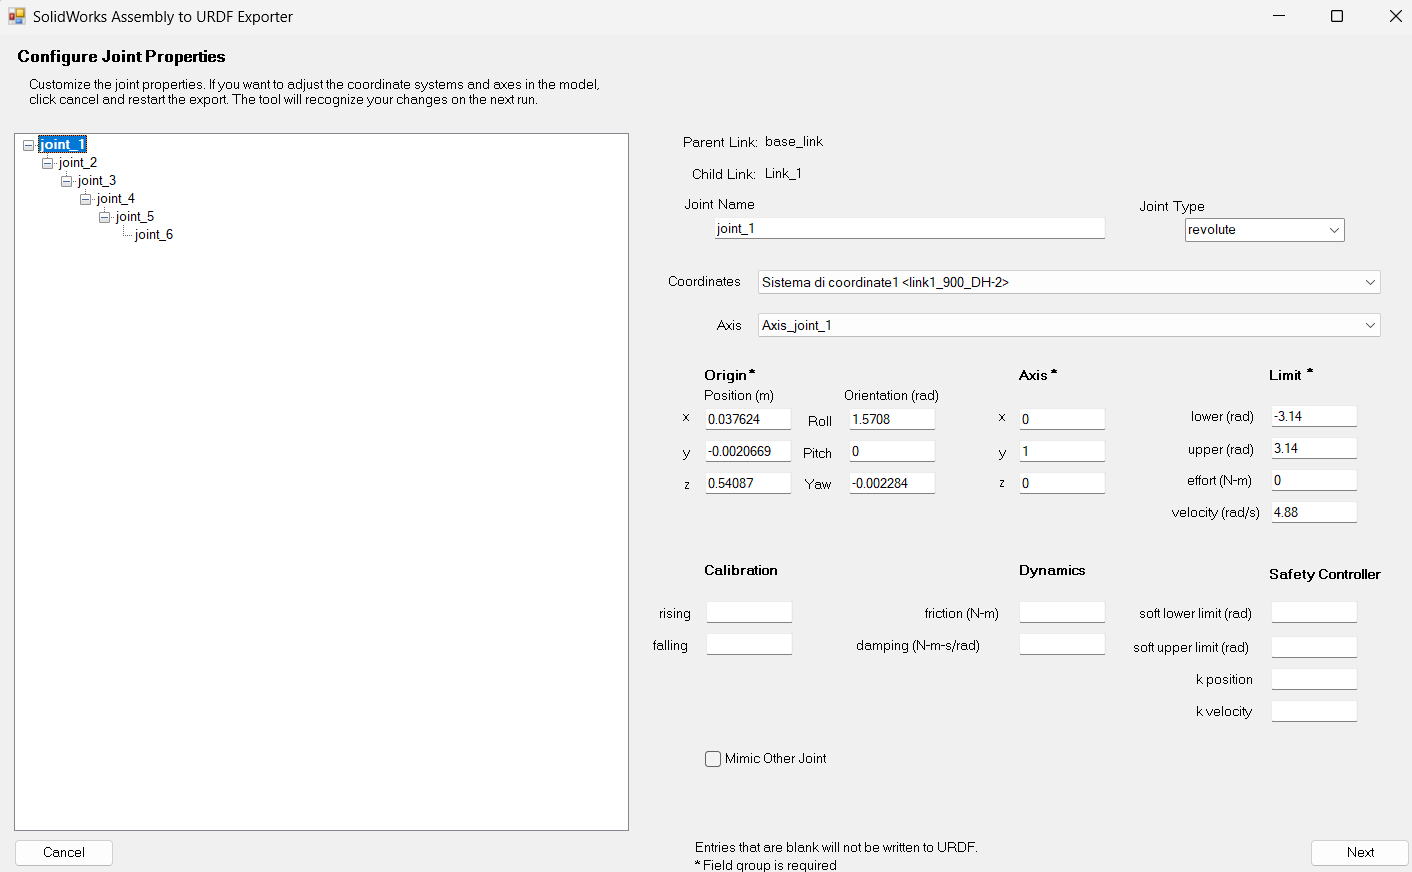 SolidWorks Assembly to URDF Exporter
Configure Joint Properties
Customize the joint properties. If you want to adjust the coordinate systems and axes in the model,
click cancel and restart the export. The tool will recognize your changes on the next run.
joint_1
joint_2
joint_3
joint_4
joint_5
joint_6
Parent Link: base_link
Child Link: Link_1
Joint Name
joint_1
Joint Type
revolute
Coordinates Sistema di coordinate1 <link1_900_DH-2>
Axis Axis_joint_1
Origin*
Position (m) Orientation (rad)
x 0.037624 Roll 1.5708
y -0.0020669 Pitch 0
z 0.54087 Yaw -0.002284
Axis *
x 0
y 1
z 0
Limit *
lower (rad) -3.14
upper (rad) 3.14
effort (N-m) 0
velocity (rad/s) 4.88
Calibration
rising
falling
Dynamics
friction (N-m)
damping (N-m-s/rad)
Safety Controller
soft lower limit (rad)
soft upper limit (rad)
k position
k velocity
Mimic Other Joint
Cancel
Entries that are blank will not be written to URDF.
* Field group is required
Next